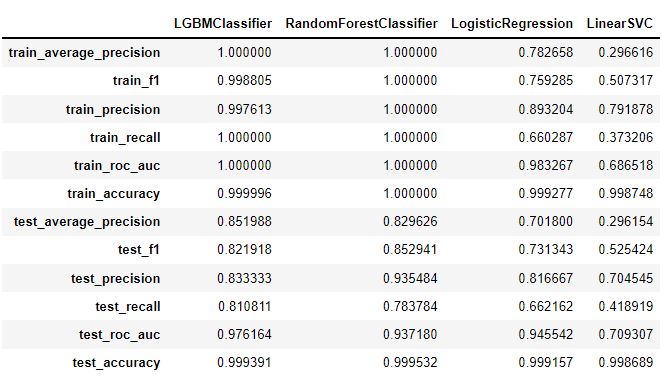 LGBMClassifier RandomForestClassifier LogisticRegression LinearSVC
train_average_precision 1.000000 1.000000 0.782658 0.296616
train_f1 0.998805 1.000000 0.759285 0.507317
train_precision 0.997613 1.000000 0.893204 0.791878
train_recall 1.000000 1.000000 0.660287 0.373206
train_roc_auc 1.000000 1.000000 0.983267 0.686518
train_accuracy 0.999996 1.000000 0.999277 0.998748
test_average_precision 0.851988 0.829626 0.701800 0.296154
test_f1 0.821918 0.852941 0.731343 0.525424
test_precision 0.833333 0.935484 0.816667 0.704545
test_recall 0.810811 0.783784 0.662162 0.418919
test_roc_auc 0.976164 0.937180 0.945542 0.709307
test_accuracy 0.999391 0.999532 0.999157 0.998689